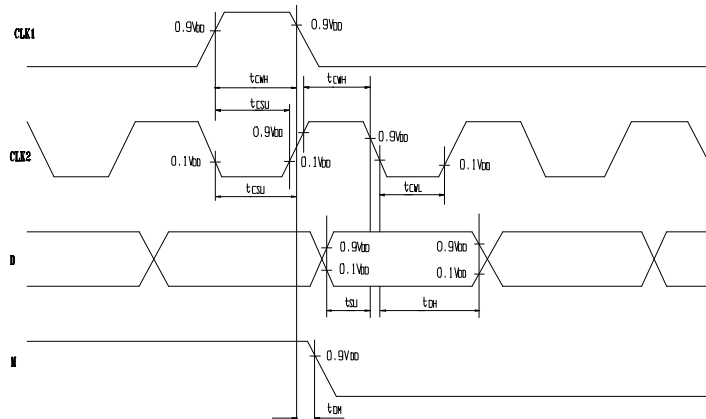 CLK1
0.9VDD
0.9VDD
tCWH
tCWH
tCSU
CLK2
0.9VDD
0.9VDD
0.1VDD
0.1VDD
0.1VDD
tCSU
tCWL
D
0.9VDD
0.9VDD
0.1VDD
0.1VDD
tSU
tDH
M
0.9VDD
tDM